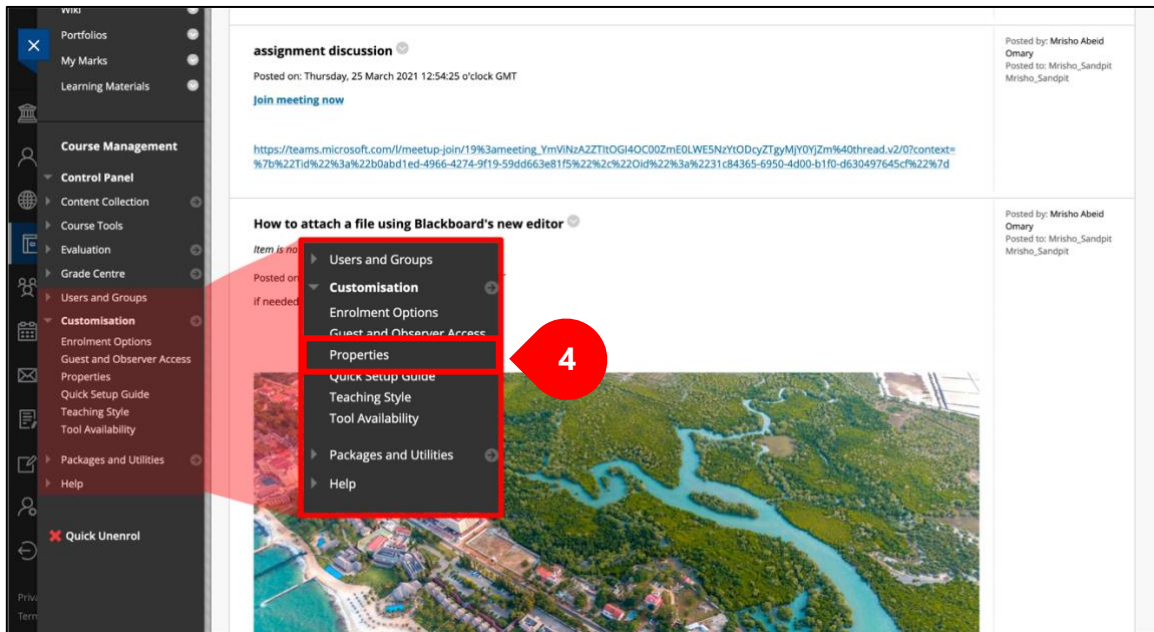 Wiki
Portfolios
My Marks
Learning Materials
Course Management
Control Panel
Content Collection
Course Tools
Evaluation
Grade Centre
Users and Groups
Customisation
Enrolment Options
Guest and Observer Access
Properties
Quick Setup Guide
Teaching Style
Tool Availability
Packages and Utilities
Help
Quick Unenrol
assignment discussion
Posted on: Thursday, 25 March 2021 12:54:25 o'clock GMT
Join meeting now
https://teams.microsoft.com/l/meetup-join/19%3ameeting_YmViNzA2ZTItOGI4OC00ZmE0LWE5NzYtODcyZTgyMjY0YjZm%40thread.v2/0?context=
%7b%22Tid%22%3a%22b0abd1ed-4966-4274-9f19-59dd663e81f5%22%2c%22Oid%22%3a%2231c84365-6950-4d00-b1f0-d630497645cf%22%7d
Posted by: Mrisho Abeid
Omary
Posted to: Mrisho_Sandpit
Mrisho_Sandpit
How to attach a file using Blackboard's new editor
Item is no
Posted on
if needed
Posted by: Mrisho Abeid
Omary
Posted to: Mrisho_Sandpit
Mrisho_Sandpit
Users and Groups
Customisation
Enrolment Options
Guest and Observer Access
Properties
Quick Setup Guide
Teaching Style
Tool Availability
Packages and Utilities
Help
4
Priva
Term